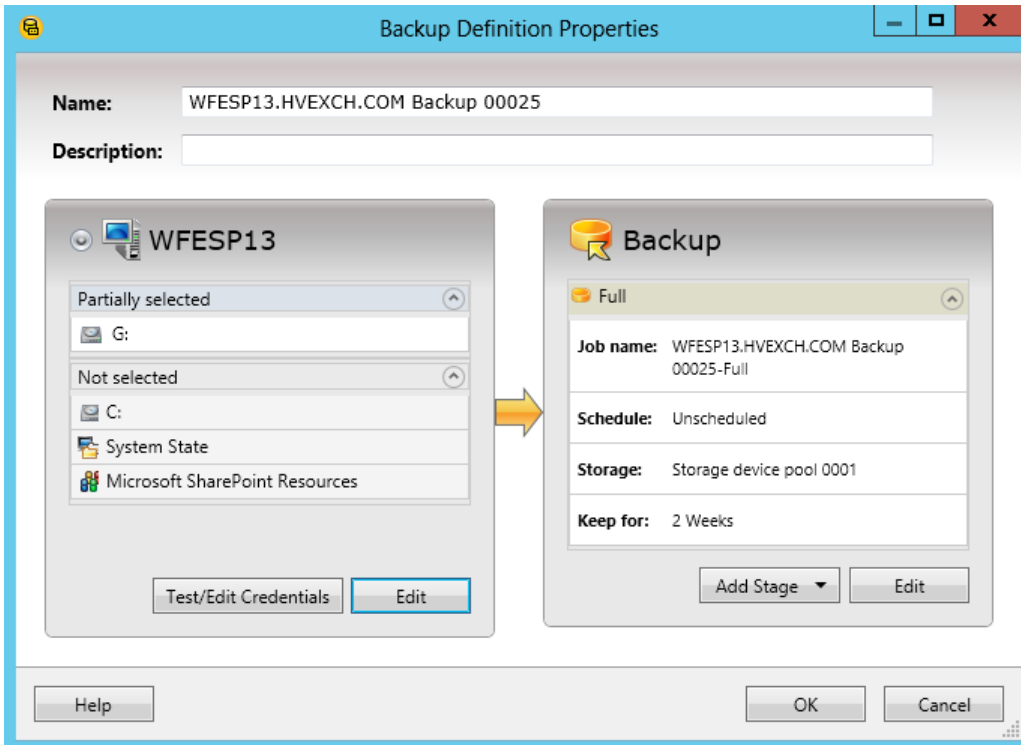 Backup Definition Properties
Name: WFESP13.HVEXCH.COM Backup 00025
Description:
WFESP13
Partially selected
G:
Not selected
C:
System State
Microsoft SharePoint Resources
Test/Edit Credentials Edit
Backup
Full
Job name: WFESP13.HVEXCH.COM Backup
00025-Full
Schedule: Unscheduled
Storage: Storage device pool 0001
Keep for: 2 Weeks
Add Stage Edit
Help OK Cancel